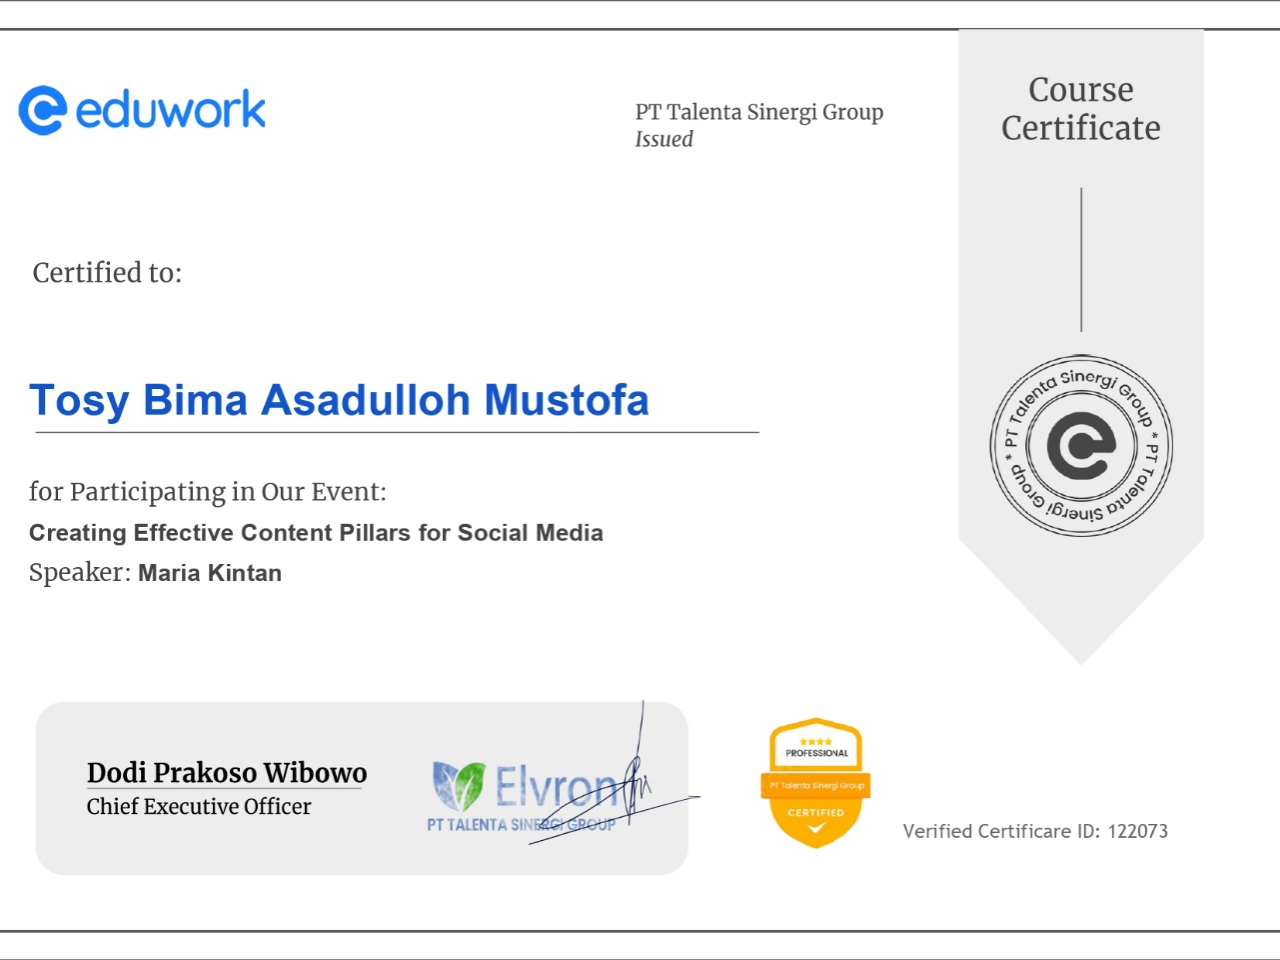 eduwork
PT Talenta Sinergi Group
Issued
Course
Certificate
Certified to:
Tosy Bima Asadulloh Mustofa
PT Talenta Sinergi Group * PT Talenta Sinergi Group *
for Participating in Our Event:
Creating Effective Content Pillars for Social Media
Speaker: Maria Kintan
Dodi Prakoso Wibowo
Chief Executive Officer
Elvron
PT TALENTA SINERGI GROUP
PROFESSIONAL
PT Talenta Sinergi Group
CERTIFIED
Verified Certificare ID: 122073